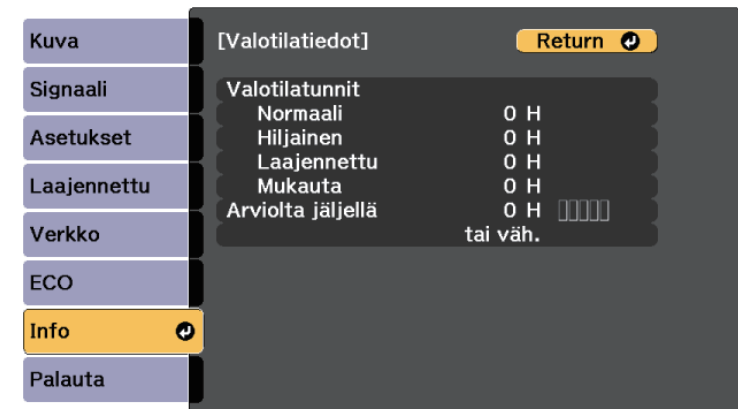 Kuva
Signaali
Asetukset
Laajennettu
Verkko
ECO
Info
Palauta
[Valotilatiedot]
Return
Valotilatunnit
Normaali 0 H
Hiljainen 0 H
Laajennettu 0 H
Mukauta 0 H
Arviolta jäljellä 0 H
tai väh.